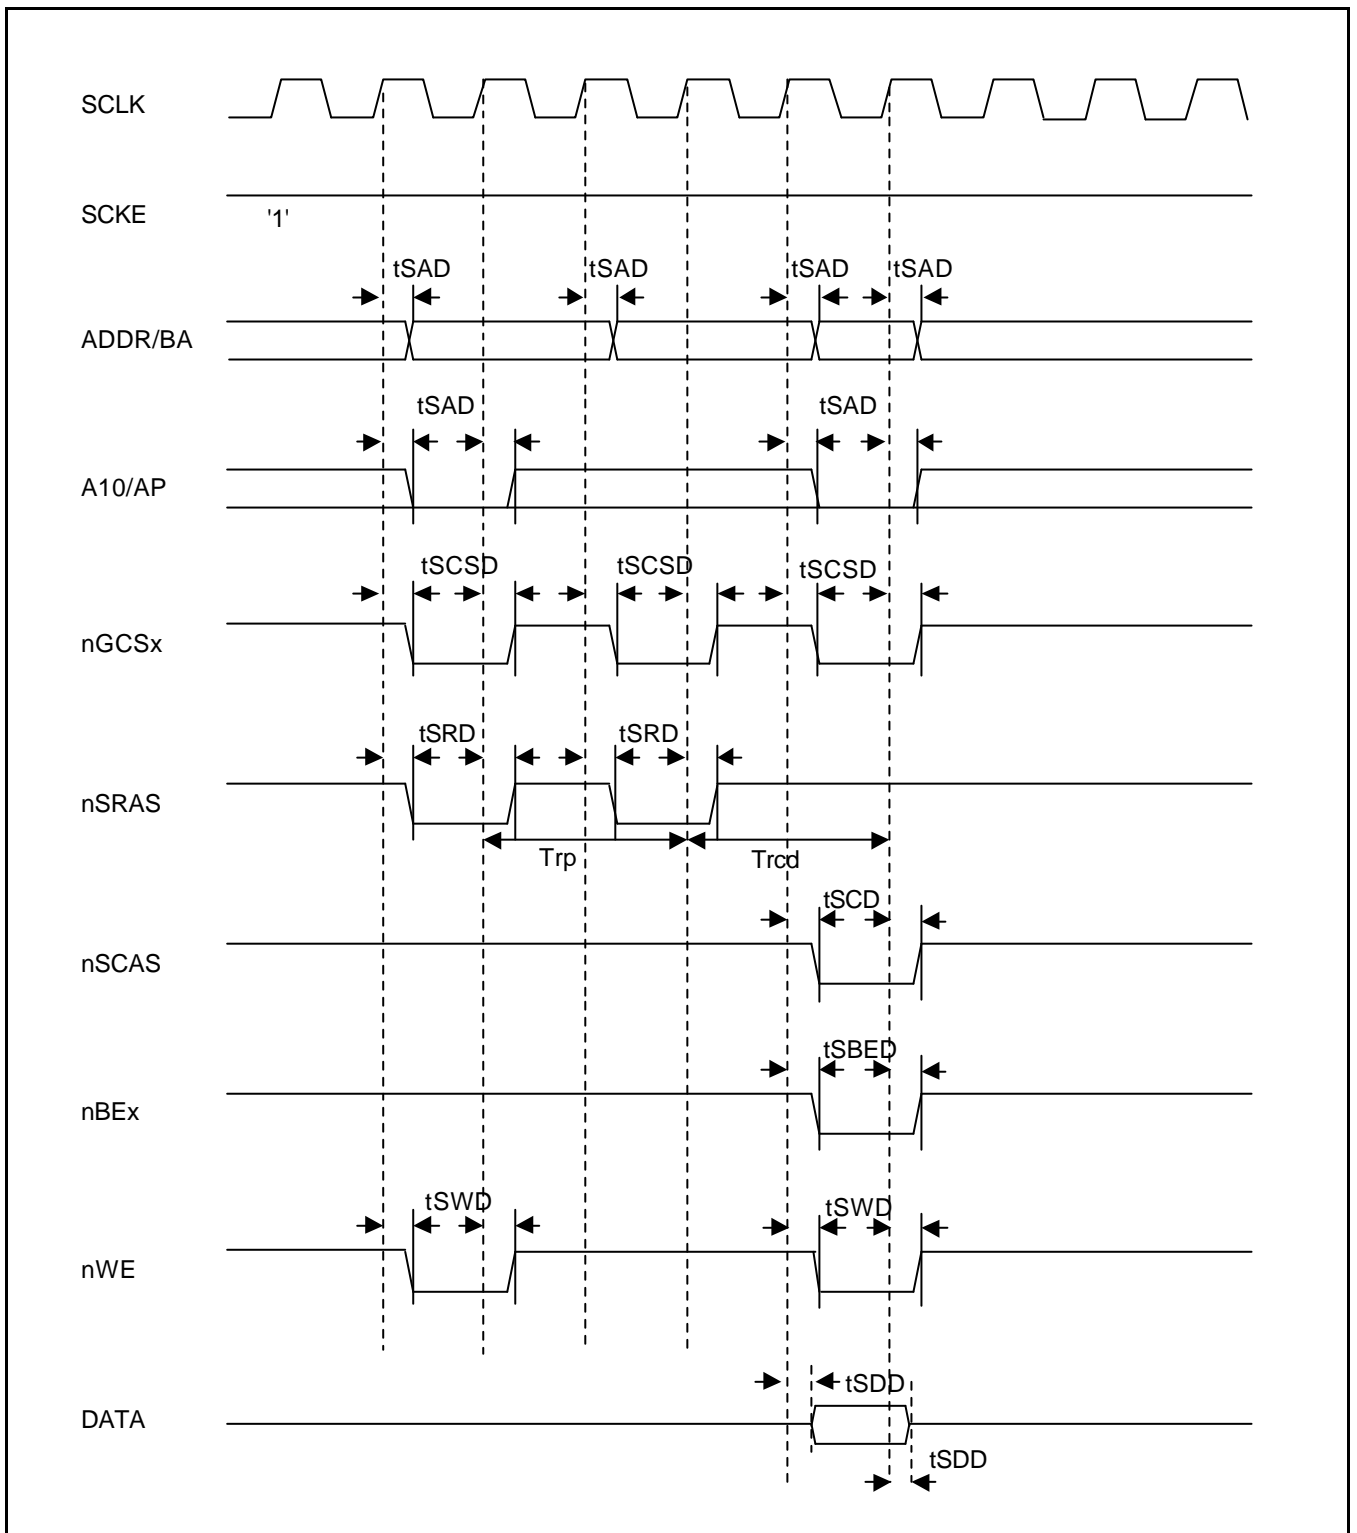 SCLK
SCKE '1'
tSAD tSAD tSAD tSAD
ADDR/BA
tSAD tSAD
A10/AP
tSCSD tSCSD tSCSD
nGCSx
tSRD tSRD
nSRAS
Trp Trcd
tSCD
nSCAS
tSBED
nBEx
tSWD tSWD
nWE
tSDD
DATA
tSDD